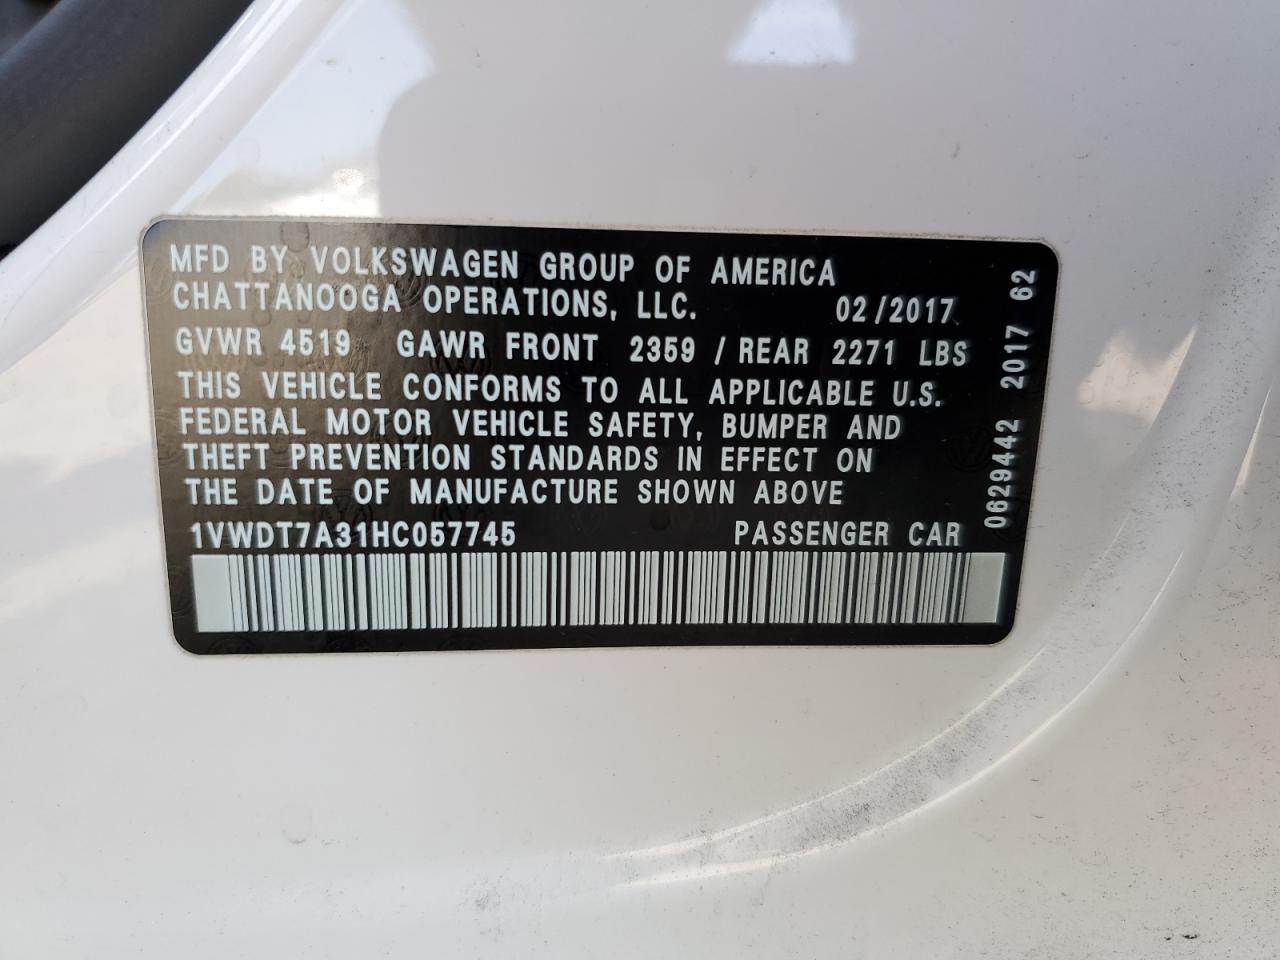 MFD BY VOLKSWAGEN GROUP OF AMERICA
CHATTANOOGA OPERATIONS, LLC. 02/2017
GVWR 4519 GAWR FRONT 2359 / REAR 2271 LBS
THIS VEHICLE CONFORMS TO ALL APPLICABLE U.S.
FEDERAL MOTOR VEHICLE SAFETY, BUMPER AND
THEFT PREVENTION STANDARDS IN EFFECT ON
THE DATE OF MANUFACTURE SHOWN ABOVE
1VWDT7A31HC057745 PASSENGER CAR
0629442 2017 62